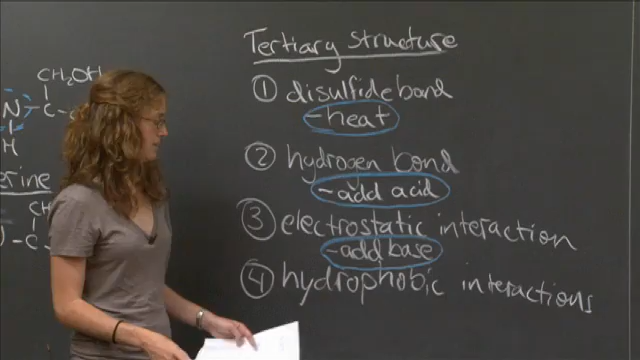 Tertiary Structure
① disulfide bond
-heat
② hydrogen bond
-add acid
③ electrostatic interaction
-add base
④ hydrophobic interactions
CH₂OH
N-C-C
H
erine
CH
-C